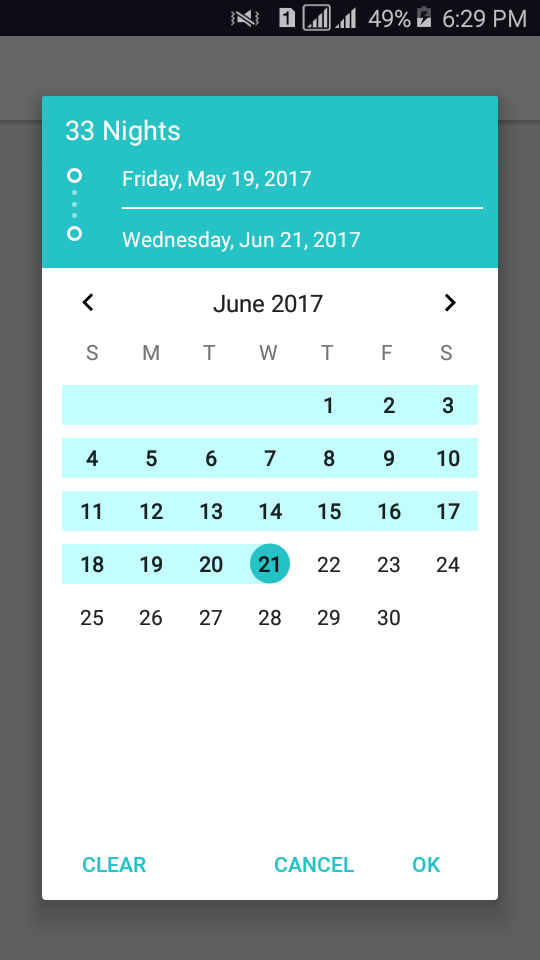 1 49% 6:29 PM
33 Nights
Friday, May 19, 2017
Wednesday, Jun 21, 2017
June 2017
S M T W T F S
1 2 3
4 5 6 7 8 9 10
11 12 13 14 15 16 17
18 19 20 21 22 23 24
25 26 27 28 29 30
CLEAR CANCEL OK